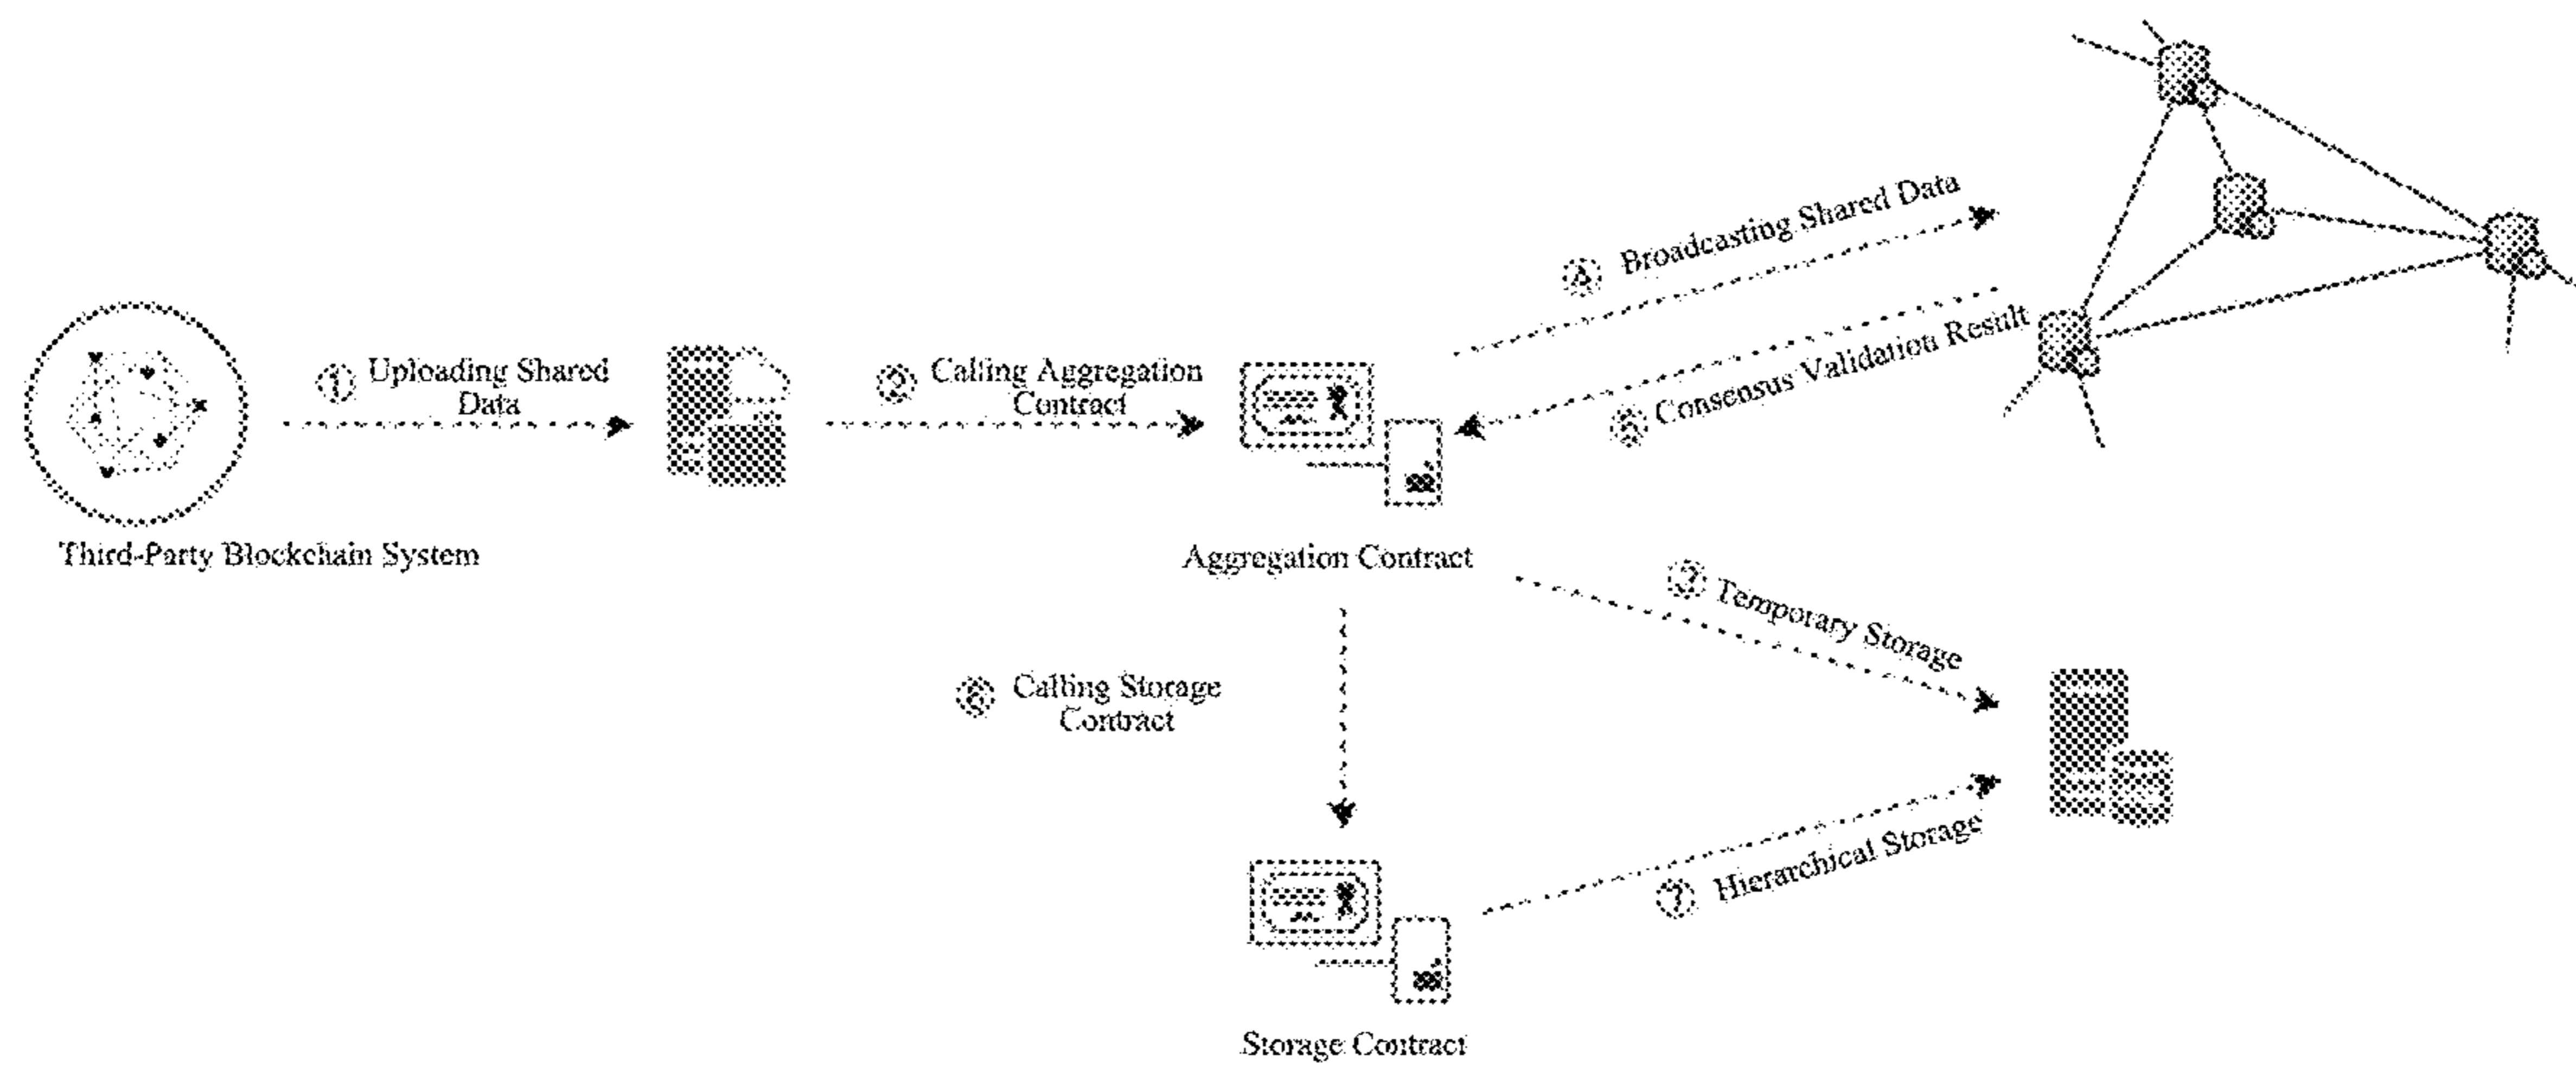 ① Uploading Shared
Data
Third-Party Blockchain System
② Calling Aggregation
Contract
Aggregation Contract
④ Broadcasting Shared Data
⑤ Consensus Validation Result
③ Temporary Storage
⑥ Calling Storage
Contract
⑦ Hierarchical Storage
Storage Contract